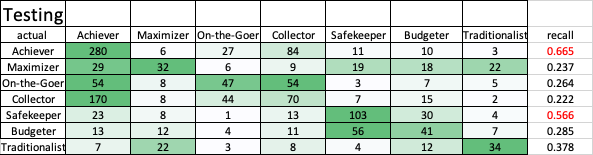 Testing
actual Achiever Maximizer On-the-Goer Collector Safekeeper Budgeter Traditionalist recall
Achiever 280 6 27 84 11 10 3 0.665
Maximizer 29 32 6 9 19 18 22 0.237
On-the-Goer 54 8 47 54 3 7 5 0.264
Collector 170 8 44 70 7 15 2 0.222
Safekeeper 23 8 1 13 103 30 4 0.566
Budgeter 13 12 4 11 56 41 7 0.285
Traditionalist 7 22 3 8 4 12 34 0.378